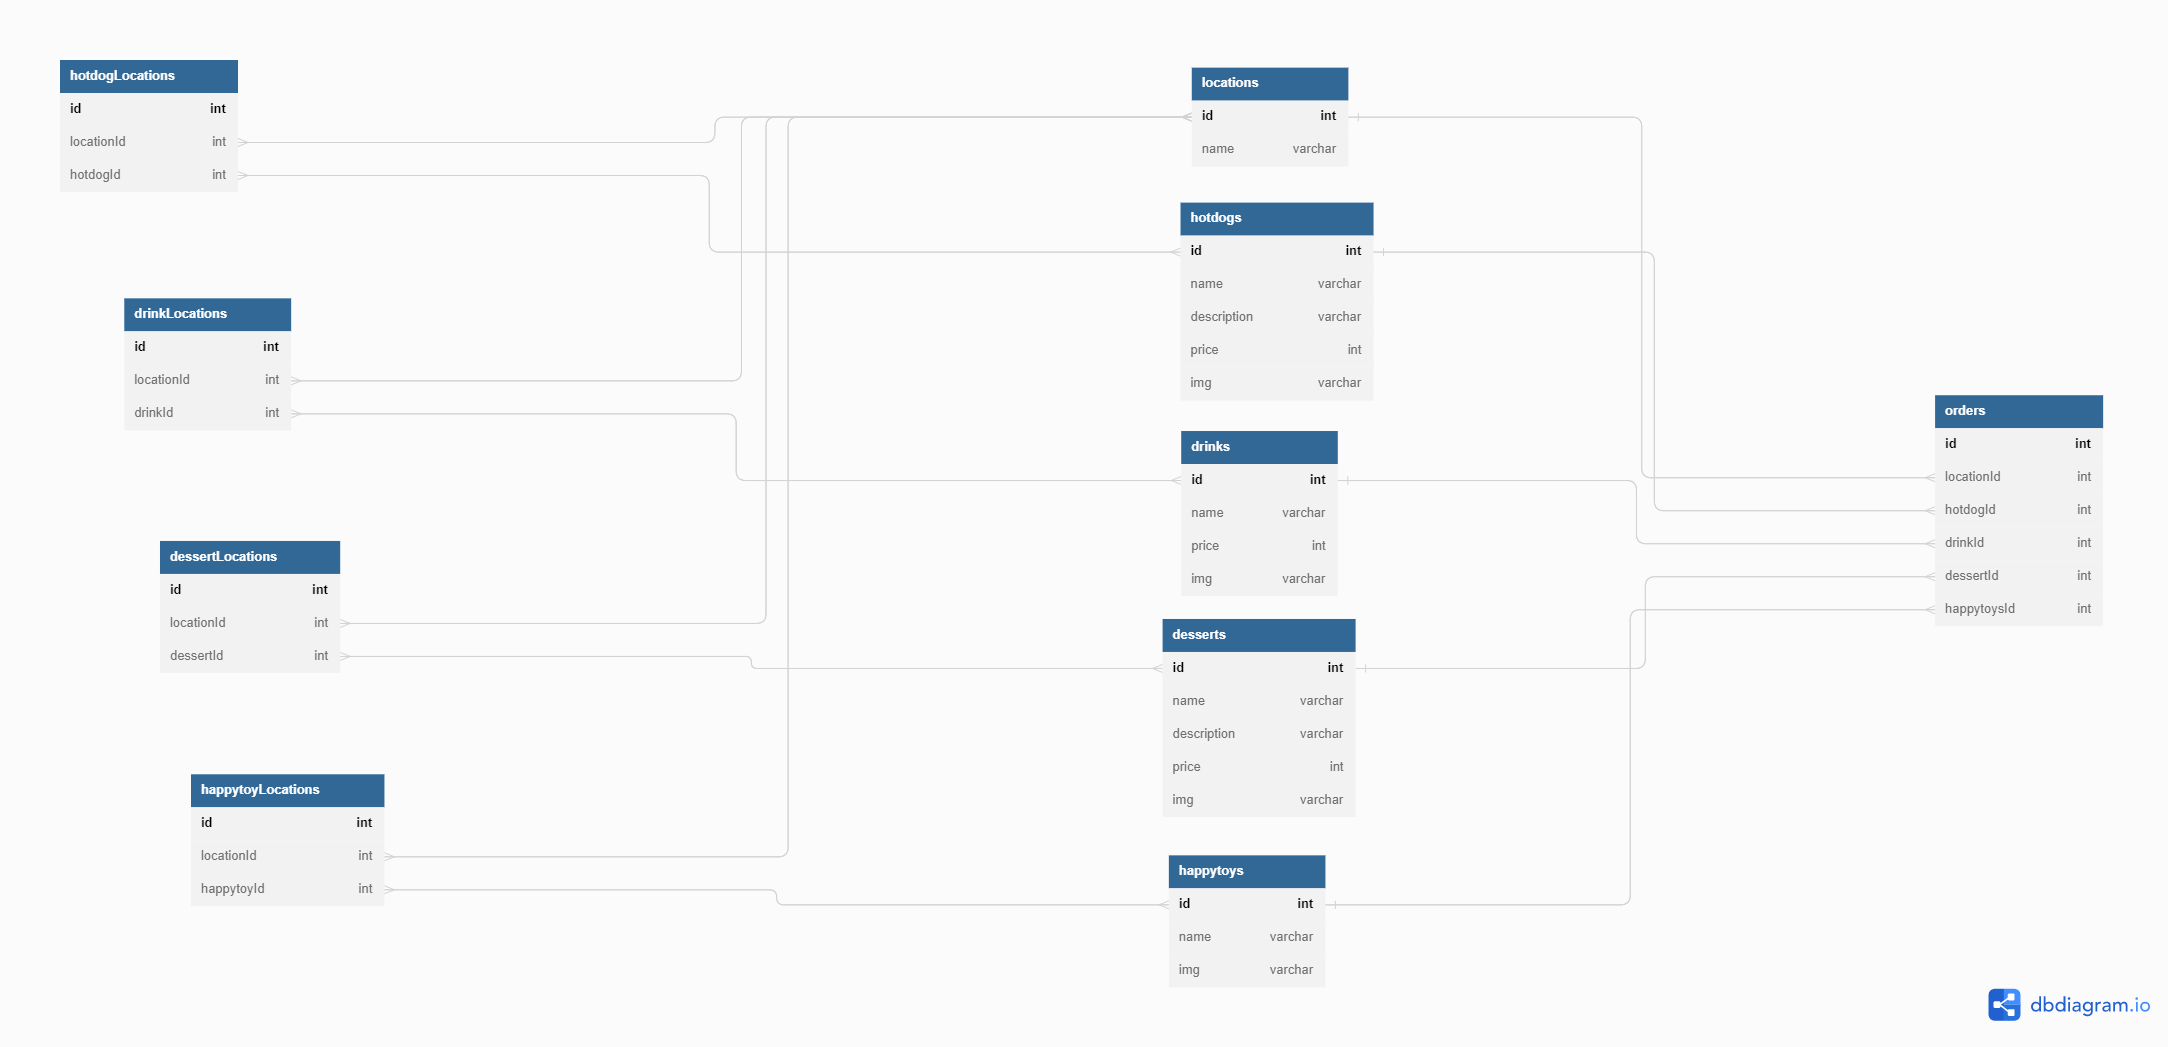 hotdogLocations
id int
locationId int
hotdogId int
drinkLocations
id int
locationId int
drinkId int
dessertLocations
id int
locationId int
dessertId int
happytoyLocations
id int
locationId int
happytoyId int
locations
id int
name varchar
hotdogs
id int
name varchar
description varchar
price int
img varchar
drinks
id int
name varchar
price int
img varchar
desserts
id int
name varchar
description varchar
price int
img varchar
happytoys
id int
name varchar
img varchar
orders
id int
locationId int
hotdogId int
drinkId int
dessertId int
happytoysId int
dbdiagram.io